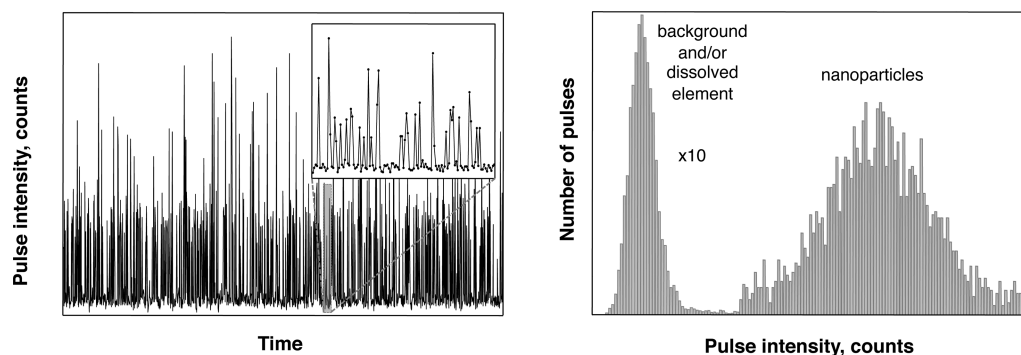 Pulse intensity, counts
Time
Number of pulses
background
and/or
dissolved
element
x10
nanoparticles
Pulse intensity, counts